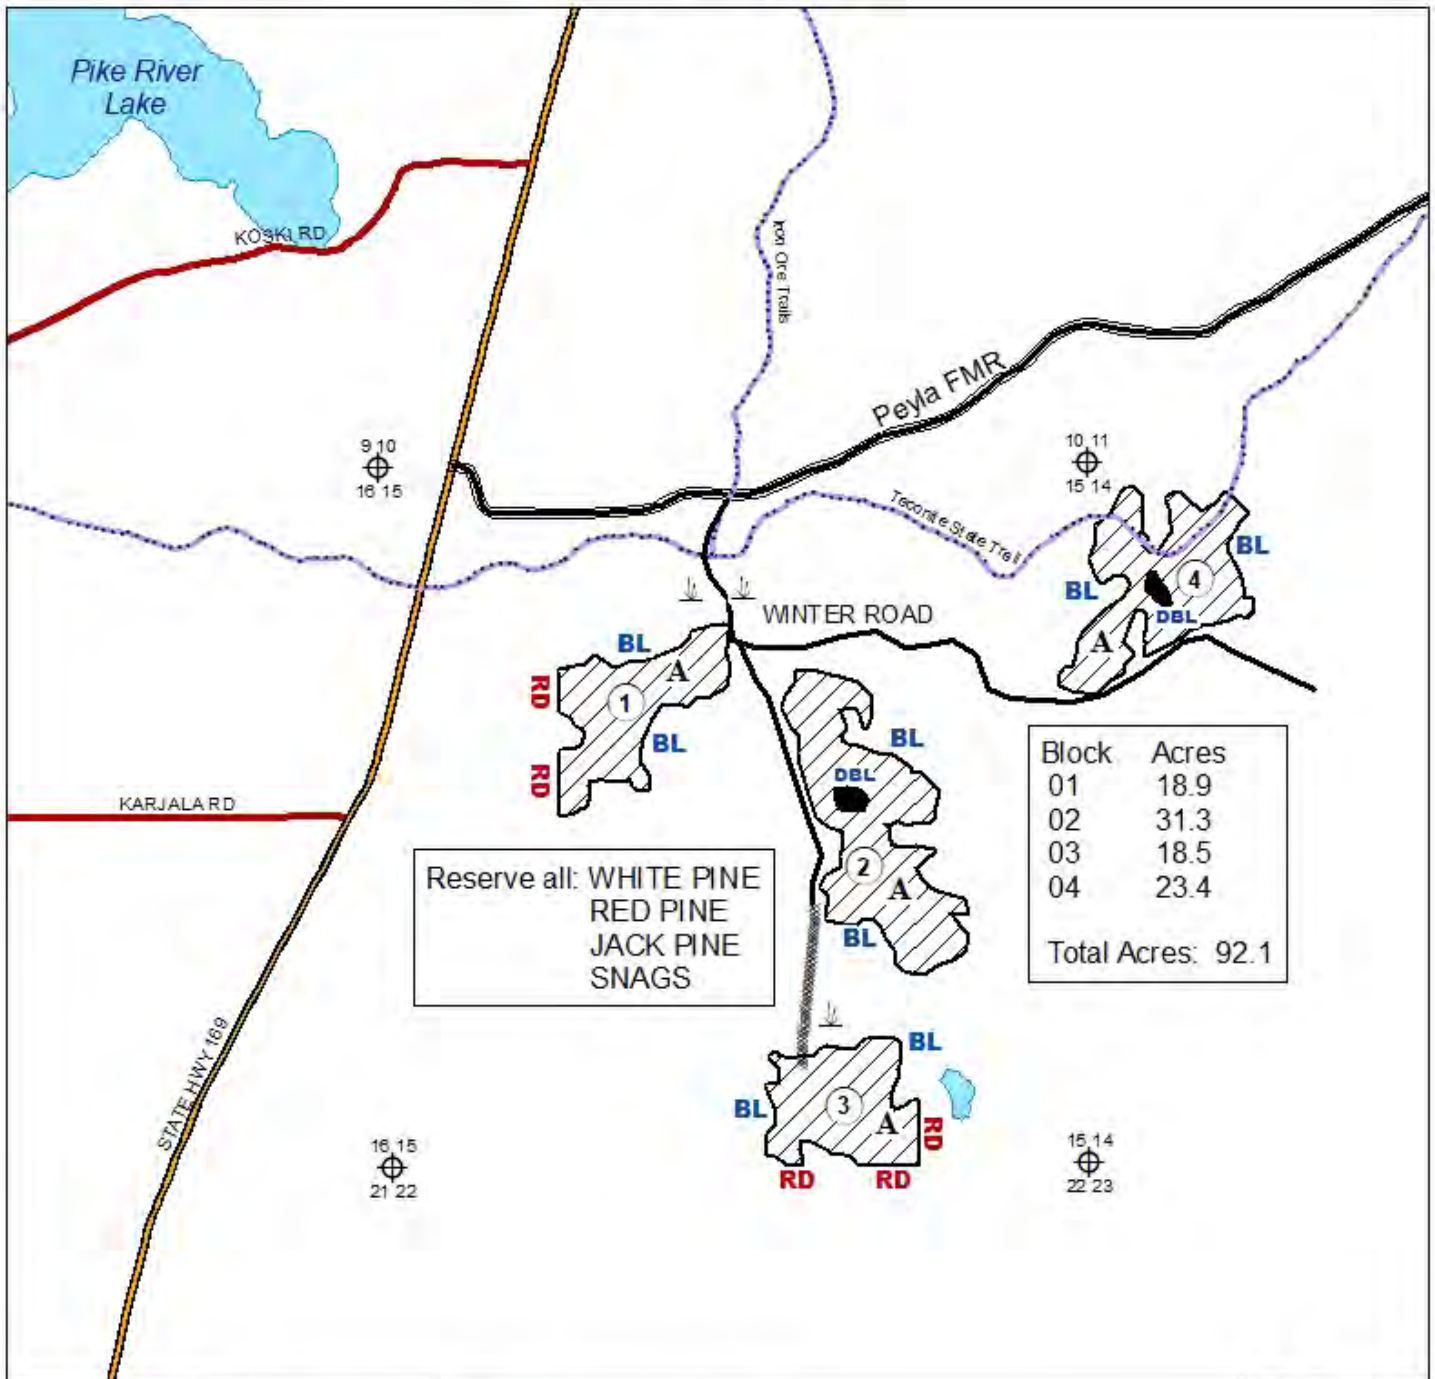 Pike River
Lake
KOSKI RD
Iron Ore Trails
Peyla FMR
9 10
16 15
10 11
15 14
Taconite State Trail
BL
4
BL
DBL
A
WINTER ROAD
BL
A
RD
1
BL
RD
BL
DBL
2
A
BL
KARJALA RD
Block Acres
01 18.9
02 31.3
03 18.5
04 23.4
Total Acres: 92.1
Reserve all: WHITE PINE
RED PINE
JACK PINE
SNAGS
STATE HWY 169
BL
BL
3
A
RD
RD
RD
16 15
21 22
15 14
22 23